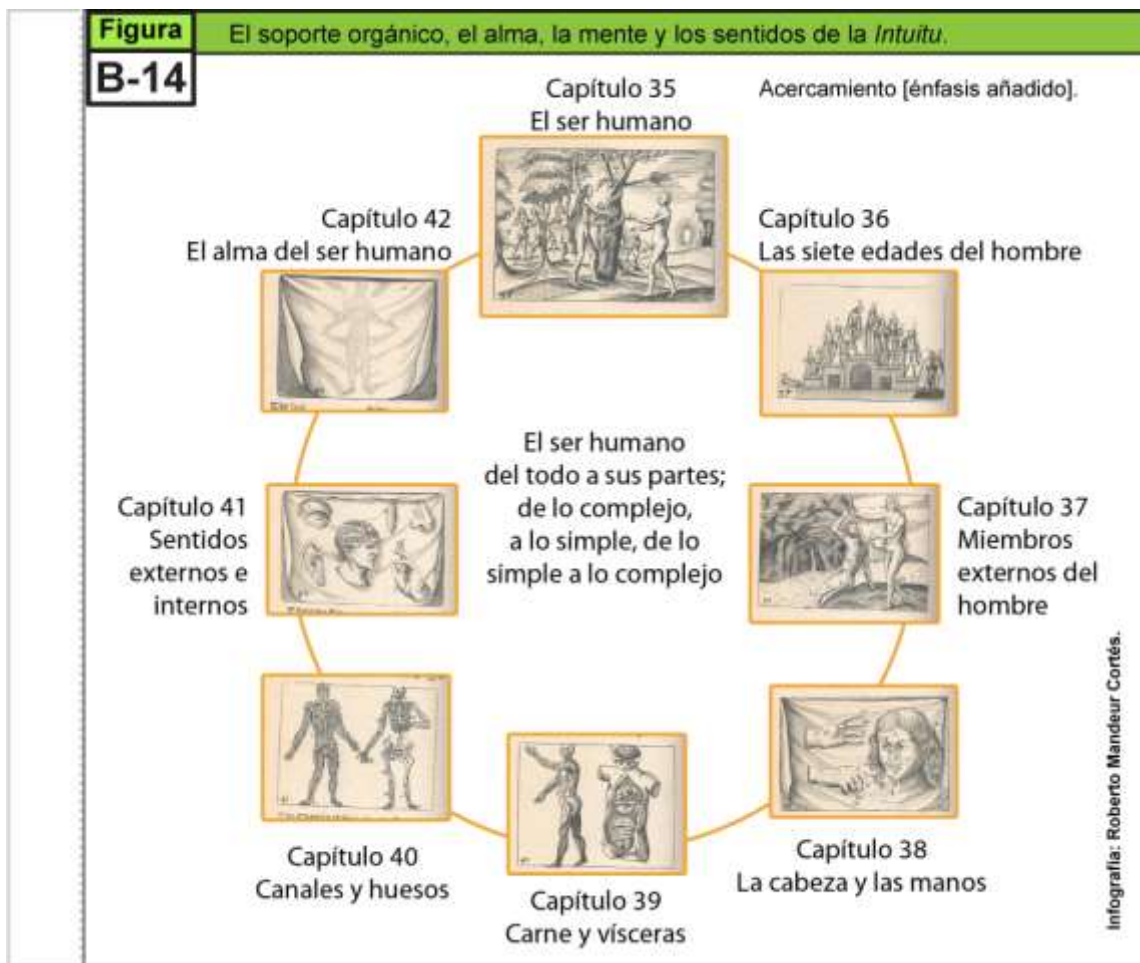 Figura
B-14
El soporte orgánico, el alma, la mente y los sentidos de la Intuitu.
Acercamiento [énfasis añadido].
Capítulo 35
El ser humano
Capítulo 36
Las siete edades del hombre
Capítulo 37
Miembros
externos del
hombre
Capítulo 38
La cabeza y las manos
Capítulo 39
Carne y vísceras
Capítulo 40
Canales y huesos
Capítulo 41
Sentidos
externos e
internos
Capítulo 42
El alma del ser humano
El ser humano
del todo a sus partes;
de lo complejo,
a lo simple, de lo
simple a lo complejo
Infografía: Roberto Mandeur Cortés.